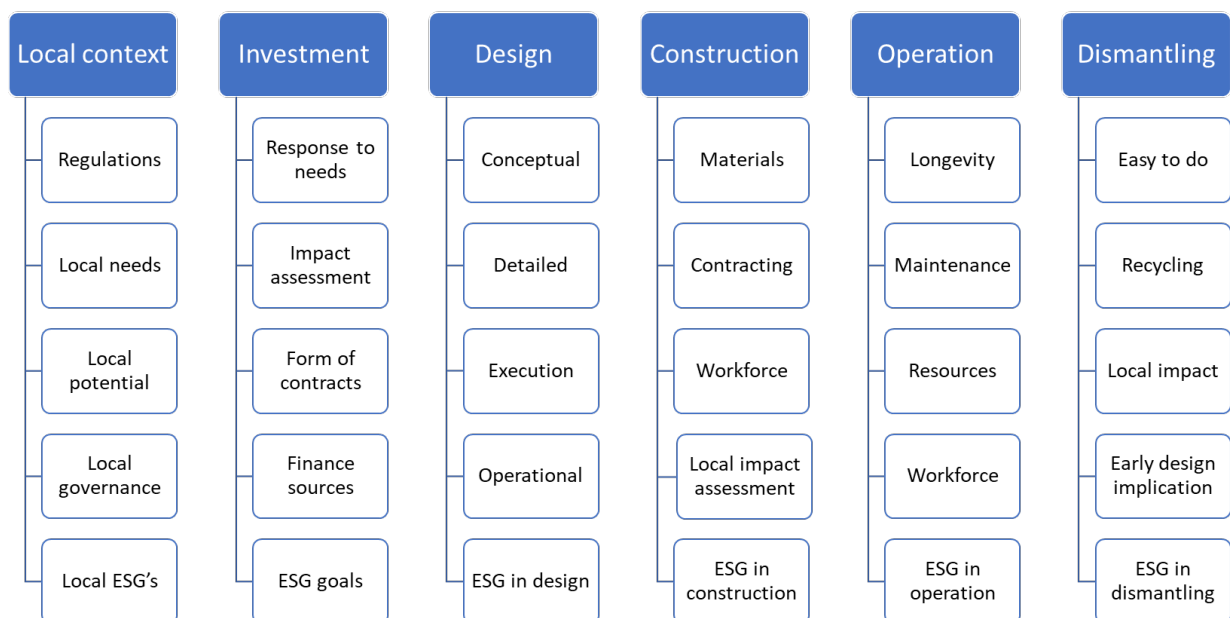 Local context
Regulations
Local needs
Local
potential
Local
governance
Local ESG's
Investment
Response to
needs
Impact
assessment
Form of
contracts
Finance
sources
ESG goals
Design
Conceptual
Detailed
Execution
Operational
ESG in design
Construction
Materials
Contracting
Workforce
Local impact
assessment
ESG in
construction
Operation
Longevity
Maintenance
Resources
Workforce
ESG in
operation
Dismantling
Easy to do
Recycling
Local impact
Early design
implication
ESG in
dismantling